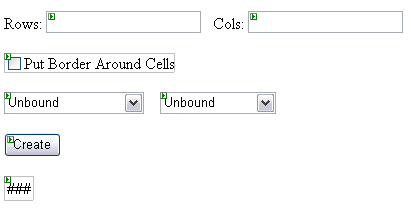 Rows: Cols:
Put Border Around Cells
Unbound Unbound
Create
###